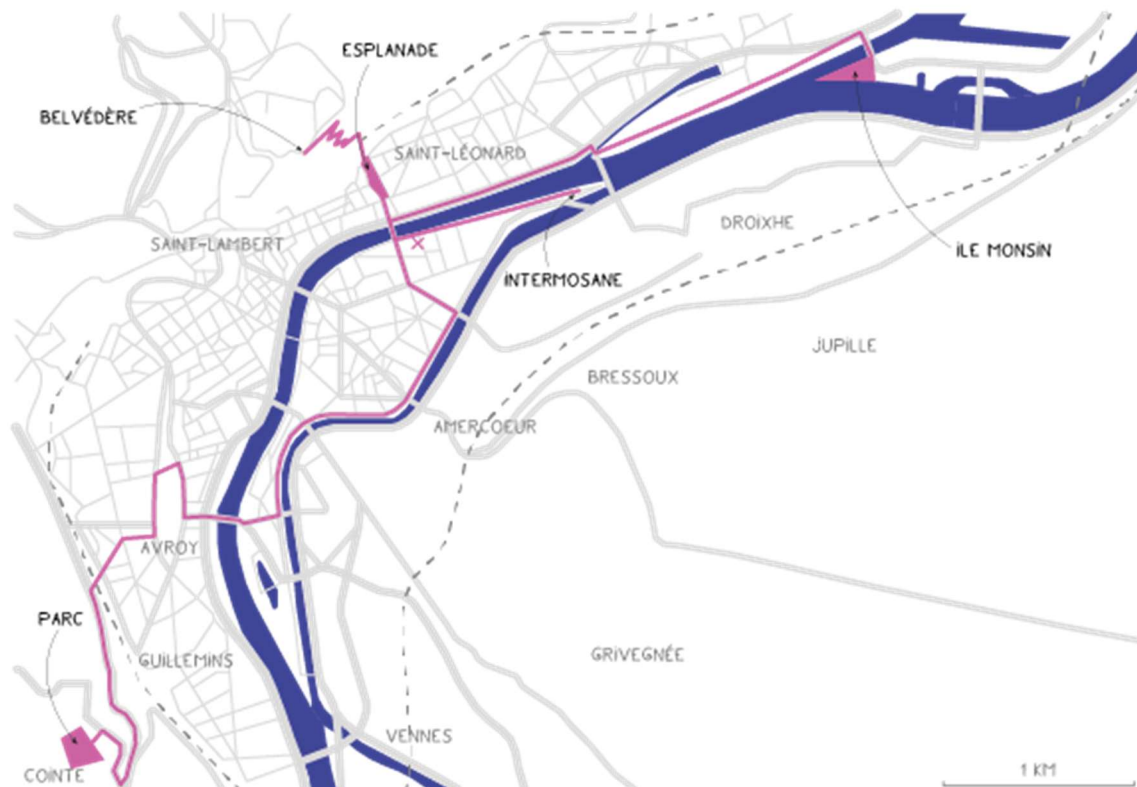 ESPLANADE
BELVÉDÈRE
SAINT-LÉONARD
DROIXHE
SAINT-LAMBERT
ÎLE MONSIN
INTERMOSANE
JUPILLE
BRESSOUX
AMERCOEUR
AVROY
PARC
GUILLEMINS
GRIVEGNÉE
VENNES
COINTE
1 KM